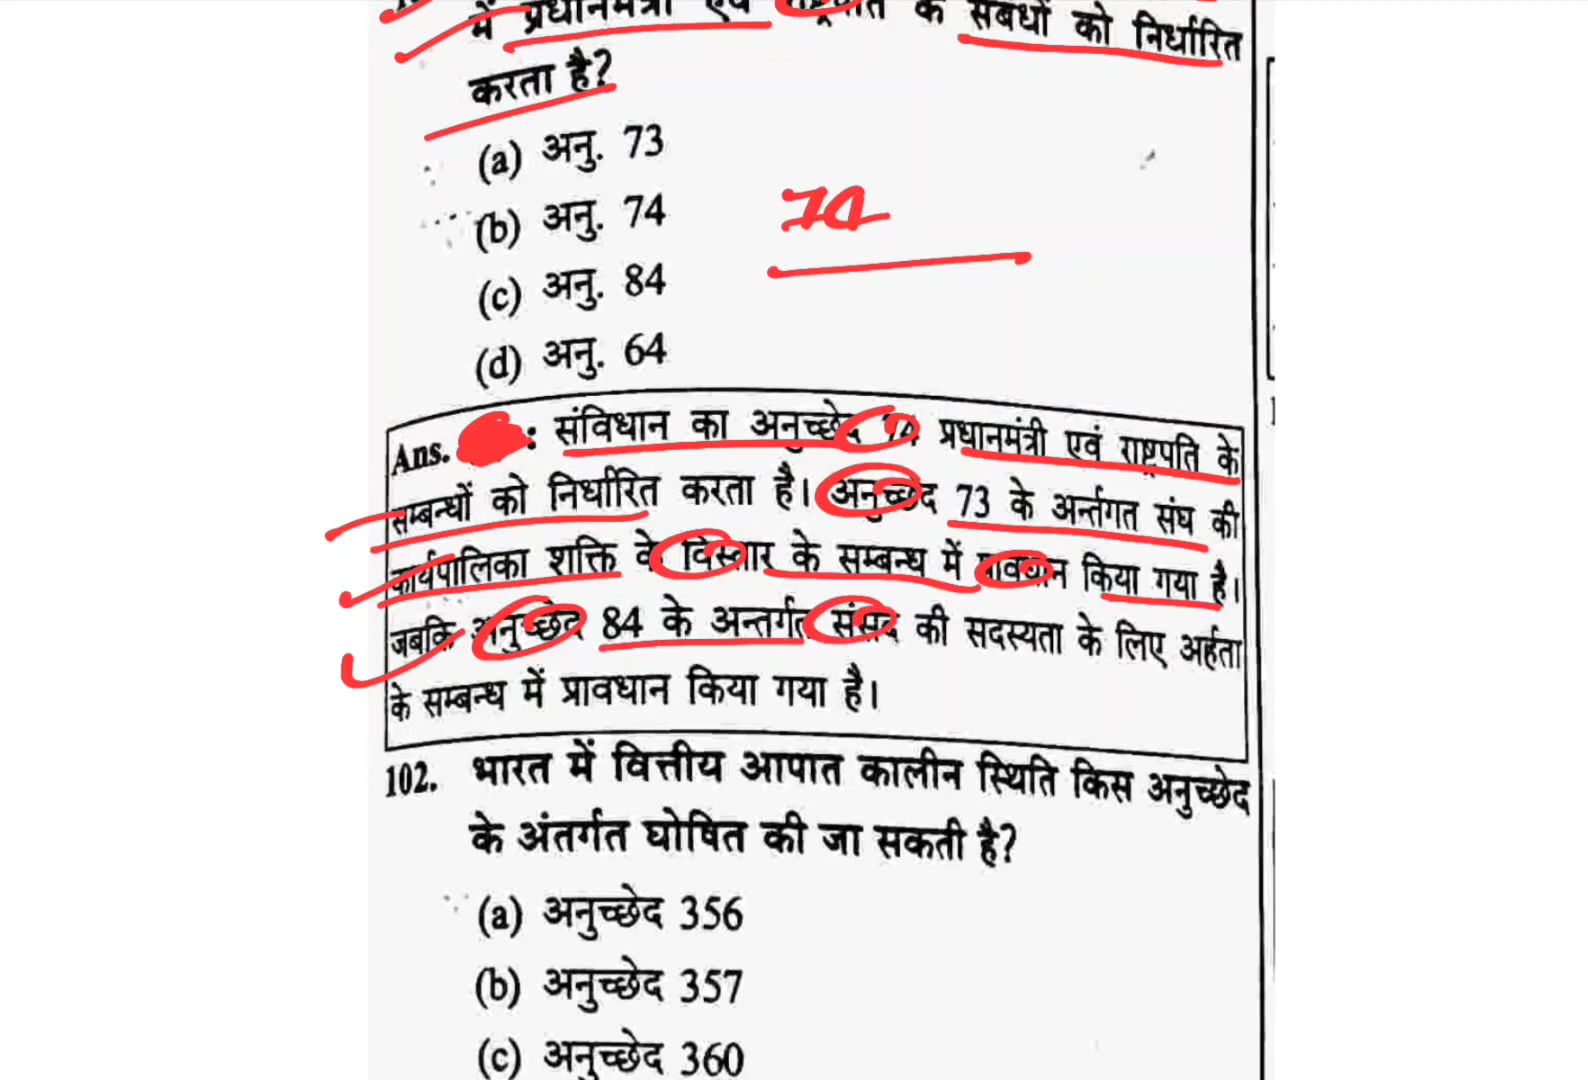 में प्रधानमंत्री एवं राष्ट्रपति के संबंधों को निर्धारित
करता है?
(a) अनु. 73
(b) अनु. 74
74
(c) अनु. 84
(d) अनु. 64
Ans. : संविधान का अनुच्छेद 74 प्रधानमंत्री एवं राष्ट्रपति के
सम्बन्धों को निर्धारित करता है। अनुच्छेद 73 के अर्न्तगत संघ की
कार्यपालिका शक्ति के विस्तार के सम्बन्ध में प्रावधान किया गया है।
जबकि अनुच्छेद 84 के अन्तर्गत संसद की सदस्यता के लिए अर्हता
के सम्बन्ध में प्रावधान किया गया है।
102. भारत में वित्तीय आपात कालीन स्थिति किस अनुच्छेद
के अंतर्गत घोषित की जा सकती है?
(a) अनुच्छेद 356
(b) अनुच्छेद 357
(c) अनुच्छेद 360